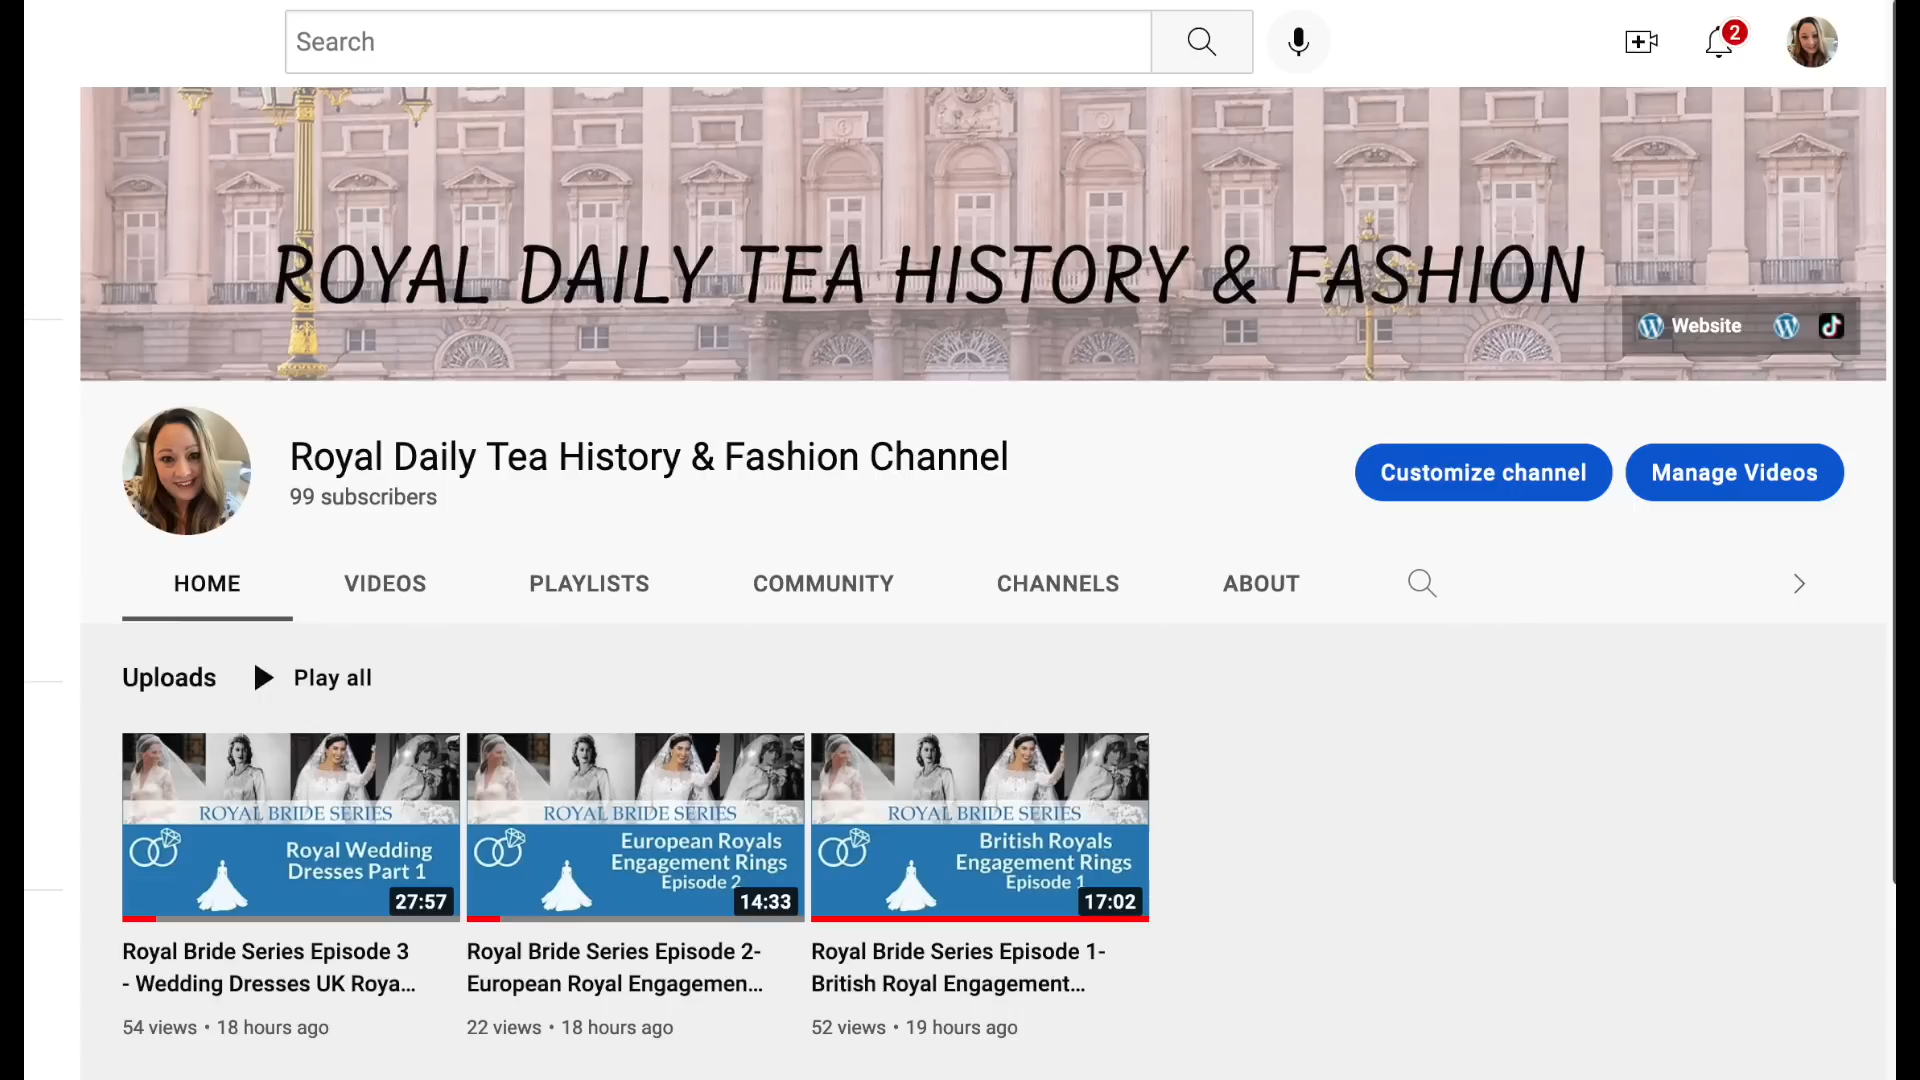 Search
2
ROYAL DAILY TEA HISTORY & FASHION
Website
Royal Daily Tea History & Fashion Channel
99 subscribers
Customize channel
Manage Videos
HOME
VIDEOS
PLAYLISTS
COMMUNITY
CHANNELS
ABOUT
Uploads
Play all
ROYAL BRIDE SERIES
Royal Wedding
Dresses Part 1
27:57
Royal Bride Series Episode 3
- Wedding Dresses UK Roya...
54 views • 18 hours ago
ROYAL BRIDE SERIES
European Royals
Engagement Rings
Episode 2
14:33
Royal Bride Series Episode 2-
European Royal Engagemen...
22 views • 18 hours ago
ROYAL BRIDE SERIES
British Royals
Engagement Rings
Episode 1
17:02
Royal Bride Series Episode 1-
British Royal Engagement...
52 views • 19 hours ago